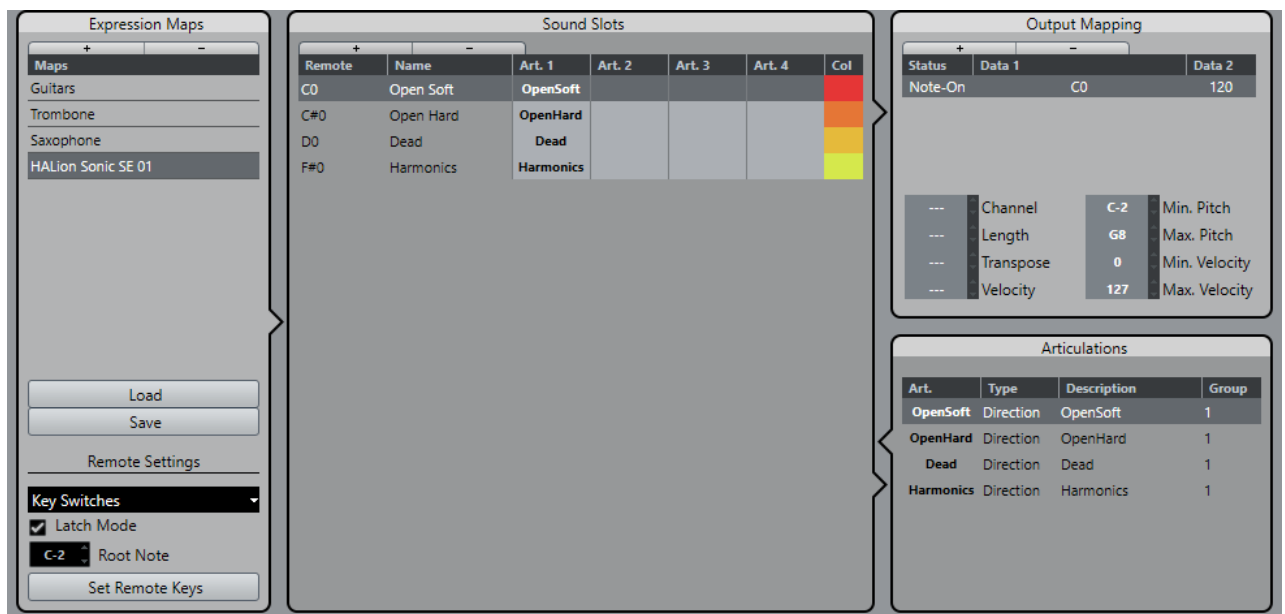 Expression Maps
+ -
Maps
Guitars
Trombone
Saxophone
HALion Sonic SE 01
Load
Save
Remote Settings
Key Switches
Latch Mode
C-2 Root Note
Set Remote Keys
Sound Slots
+ -
Remote Name Art. 1 Art. 2 Art. 3 Art. 4 Col
C0 Open Soft OpenSoft
C#0 Open Hard OpenHard
D0 Dead Dead
F#0 Harmonics Harmonics
Output Mapping
+ -
Status Data 1 Data 2
Note-On C0 120
--- Channel C-2 Min. Pitch
--- Length G8 Max. Pitch
--- Transpose 0 Min. Velocity
--- Velocity 127 Max. Velocity
Articulations
Art. Type Description Group
OpenSoft Direction OpenSoft 1
OpenHard Direction OpenHard 1
Dead Direction Dead 1
Harmonics Direction Harmonics 1